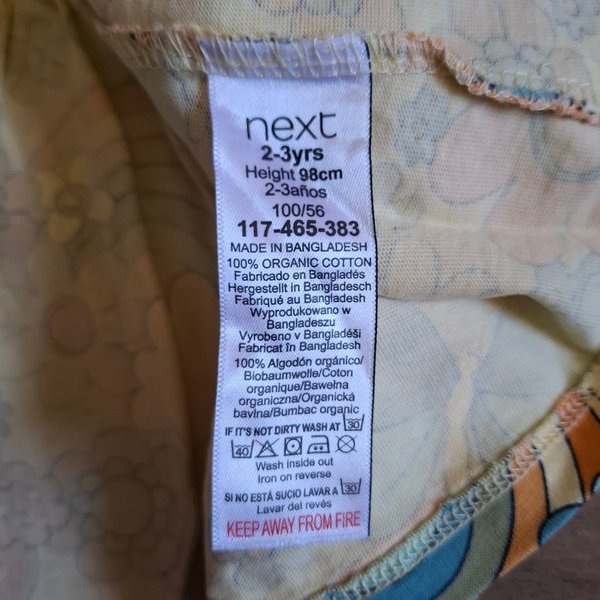 next
2-3yrs
Height 98cm
2-3años
100/56
117-465-383
MADE IN BANGLADESH
100% ORGANIC COTTON
Fabricado en Bangladés
Hergestellt in Bangladesch
Fabriqué au Bangladesh
Wyprodukowano w
Bangladeszu
Vyrobeno v Bangladéši
Fabricat în Bangladesh
100% Algodón orgánico/
Biobaumwolle/Coton
organique/Bawełna
organiczna/Organická
bavlna/Bumbac organic
IF IT'S NOT DIRTY WASH AT 30
40
Wash inside out
Iron on reverse
SI NO ESTÁ SUCIO LAVAR A 30
Lavar del revés
KEEP AWAY FROM FIRE